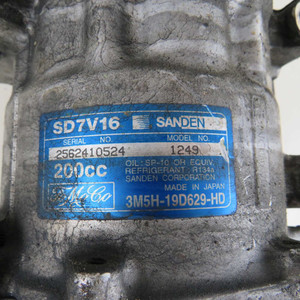 SD7V16 SANDEN
SERIAL NO. MODEL NO.
2562410524 1249
200cc OIL: SP-10 OR EQUIV.
REFRIGERANT: R134a
SANDEN CORPORATION
MADE IN JAPAN
3M5H-19D629-HD